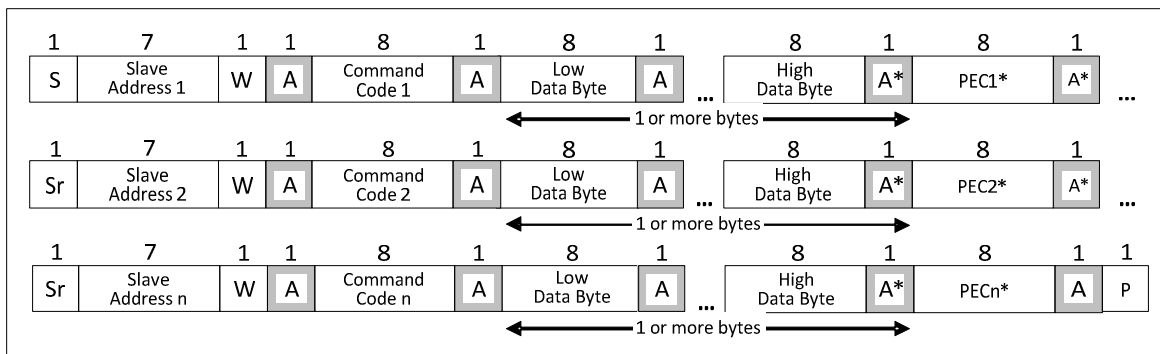 1 7 1 1 8 1 8 1 8 1 8 1
S Slave Address 1 W A Command Code 1 A Low Data Byte A ... High Data Byte A* PEC1* A* ...
1 or more bytes
1 7 1 1 8 1 8 1 8 1 8 1
Sr Slave Address 2 W A Command Code 2 A Low Data Byte A ... High Data Byte A* PEC2* A* ...
1 or more bytes
1 7 1 1 8 1 8 1 8 1 8 1 1
Sr Slave Address n W A Command Code n A Low Data Byte A ... High Data Byte A* PECn* A P
1 or more bytes